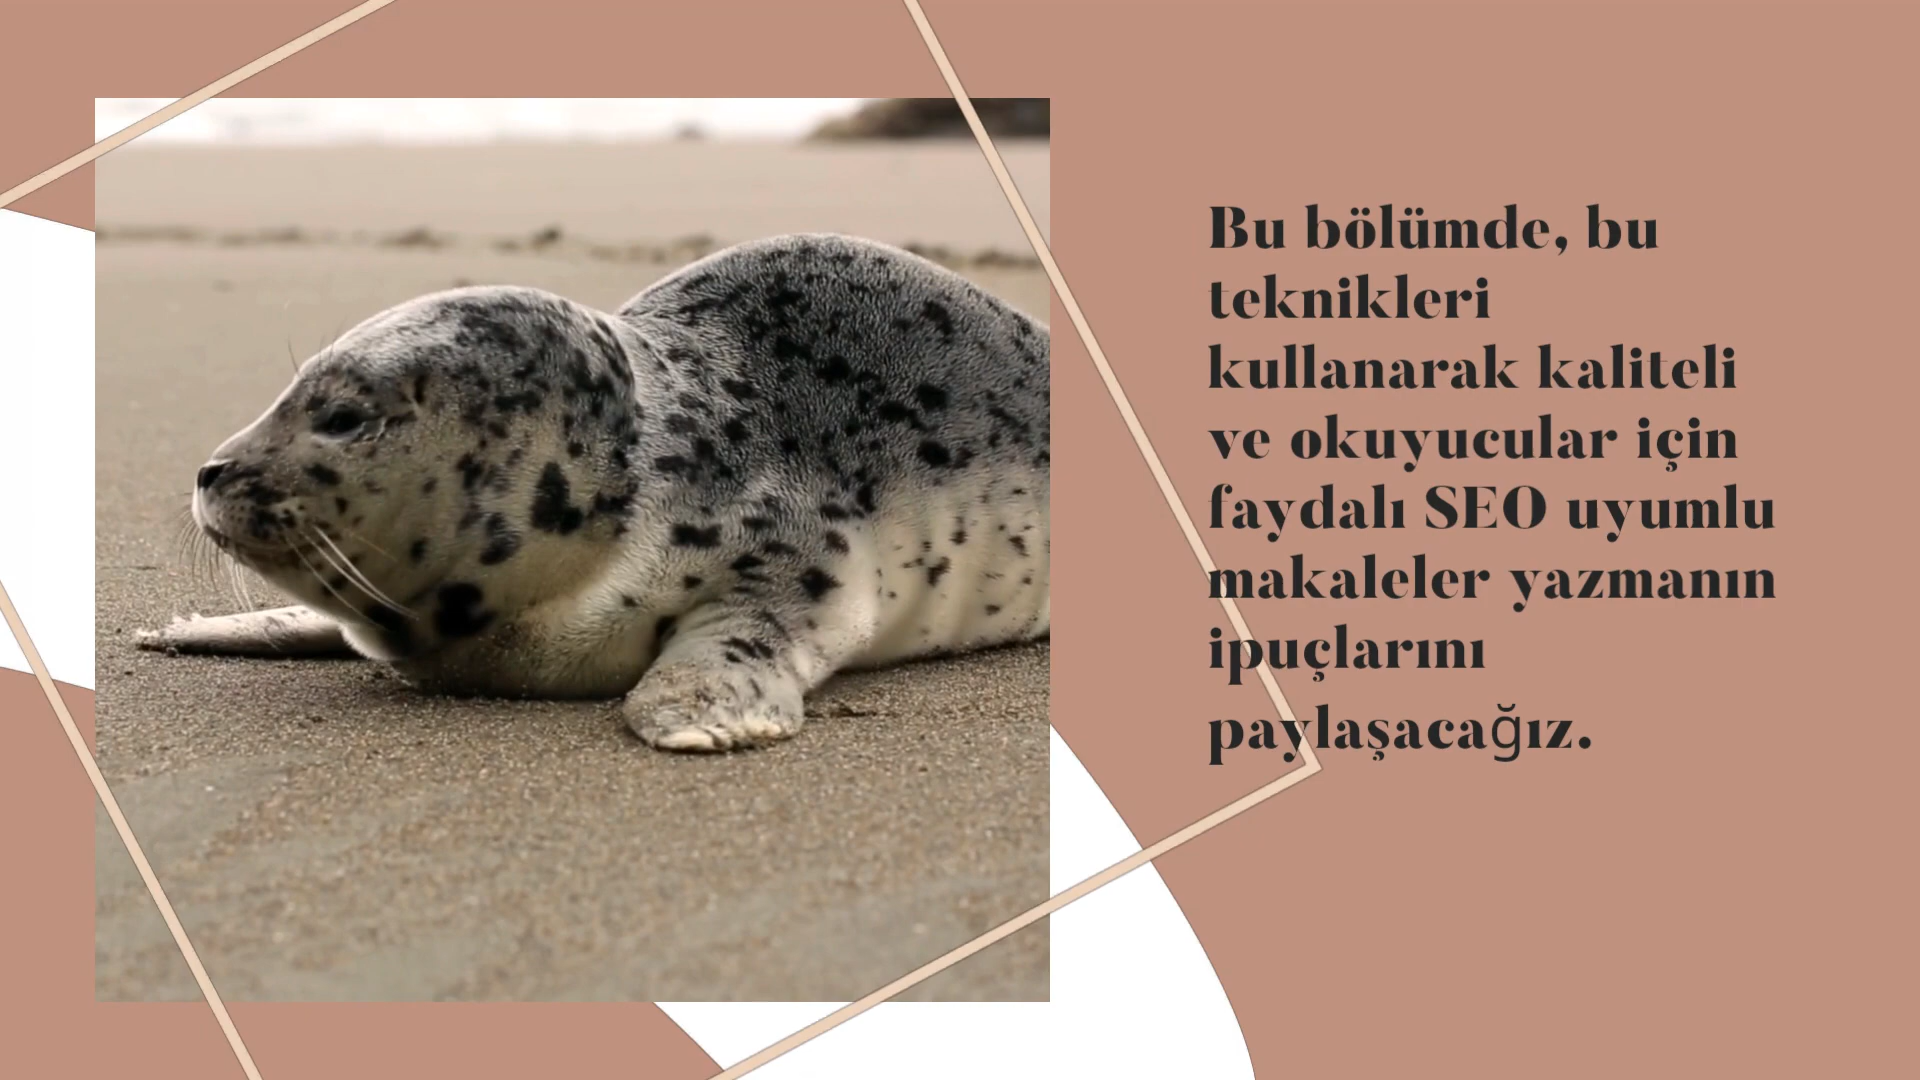 Bu bölümde, bu
teknikleri
kullanarak kaliteli
ve okuyucular için
faydalı SEO uyumlu
makaleler yazmanın
ipuçlarını
paylaşacağız.